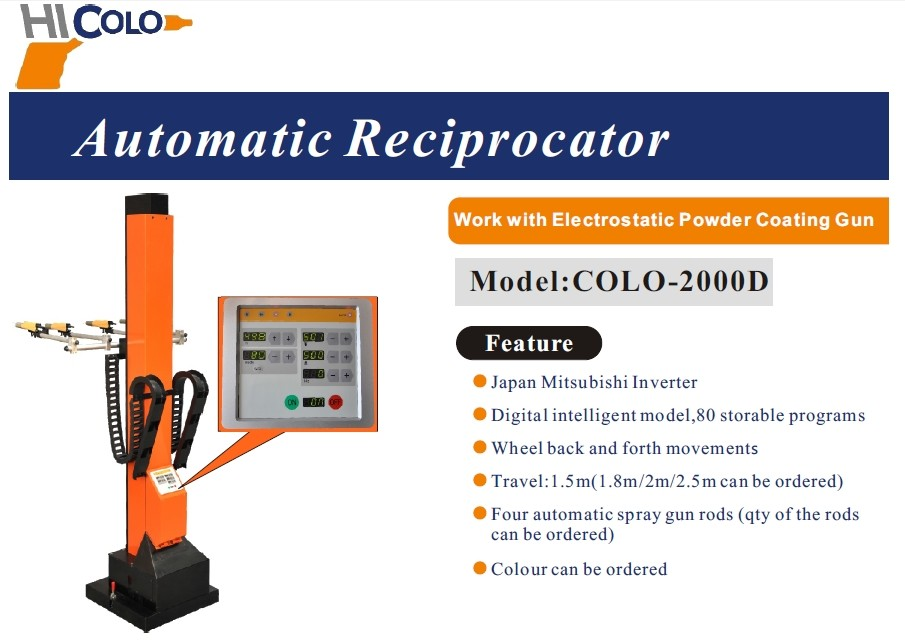 HICOLO
Automatic Reciprocator
Work with Electrostatic Powder Coating Gun
Model:COLO-2000D
Feature
Japan Mitsubishi Inverter
Digital intelligent model,80 storable programs
Wheel back and forth movements
Travel:1.5m(1.8m/2m/2.5m can be ordered)
Four automatic spray gun rods (qty of the rods
can be ordered)
Colour can be ordered
ON
OFF